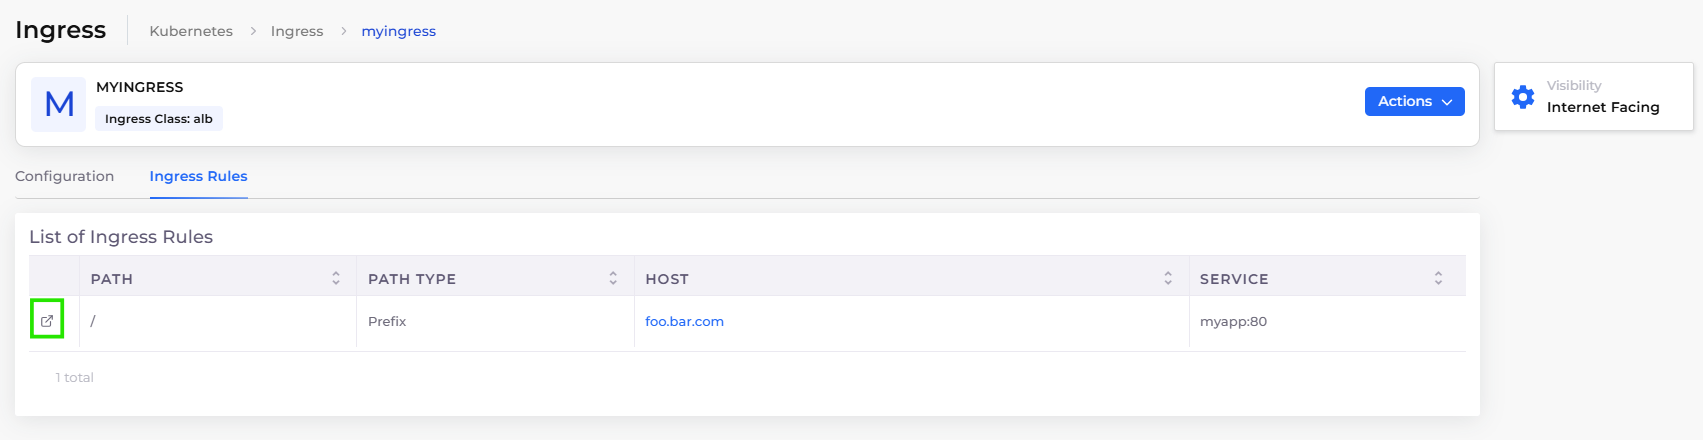 Ingress
Kubernetes > Ingress > myingress
M
MYINGRESS
Ingress Class: alb
Actions
Visibility
Internet Facing
Configuration
Ingress Rules
List of Ingress Rules
PATH PATH TYPE HOST SERVICE
/ Prefix foo.bar.com myapp:80
1 total